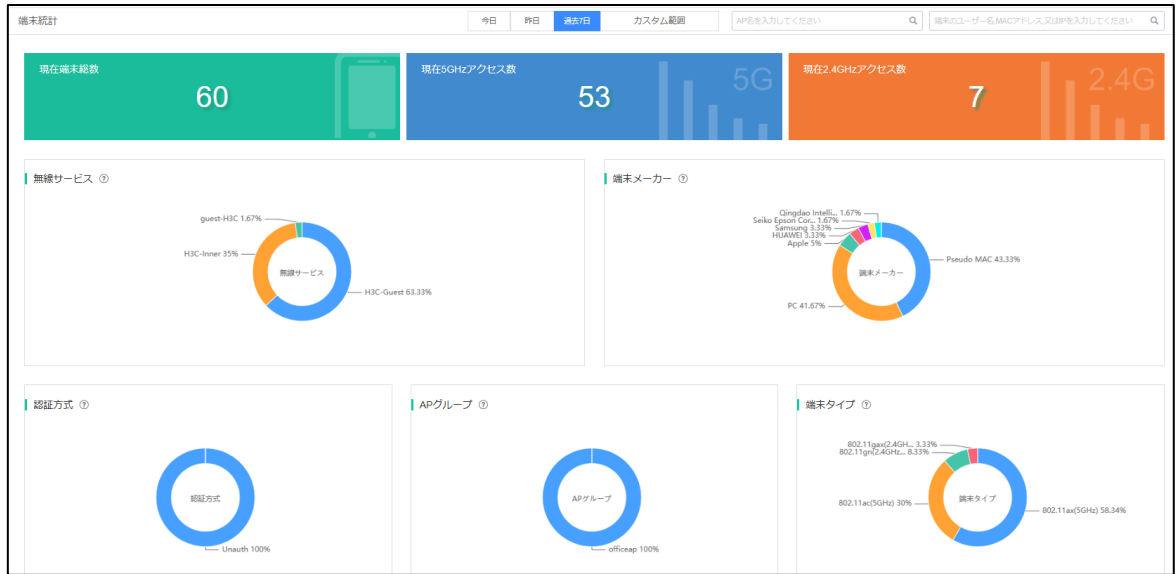 端末統計
今日 昨日 過去7日 カスタム範囲
AP名を入力してください
端末のユーザー名,MACアドレス,又はIPを入力してください
現在端末総数
60
現在5GHzアクセス数
53
5G
現在2.4GHzアクセス数
7
2.4G
無線サービス
guest-H3C 1.67%
H3C-Inner 35%
無線サービス
H3C-Guest 63.33%
端末メーカー
Qingdao Intelli... 1.67%
Seiko Epson Cor... 1.67%
Samsung 3.33%
HUAWEI 3.33%
Apple 5%
Pseudo MAC 43.33%
端末メーカー
PC 41.67%
認証方式
認証方式
Unauth 100%
APグループ
APグループ
officeap 100%
端末タイプ
802.11gax(2.4GH... 3.33%
802.11gn(2.4GHz... 8.33%
802.11ac(5GHz) 30%
端末タイプ
802.11ax(5GHz) 58.34%